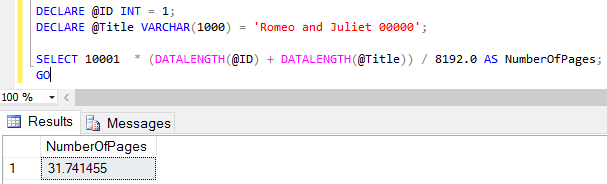 DECLARE @ID INT = 1;
DECLARE @Title VARCHAR(1000) = 'Romeo and Juliet 00000';
SELECT 10001  * (DATALENGTH(@ID) + DATALENGTH(@Title)) / 8192.0 AS NumberOfPages;
GO
100 %
Results Messages
NumberOfPages
1 31.741455